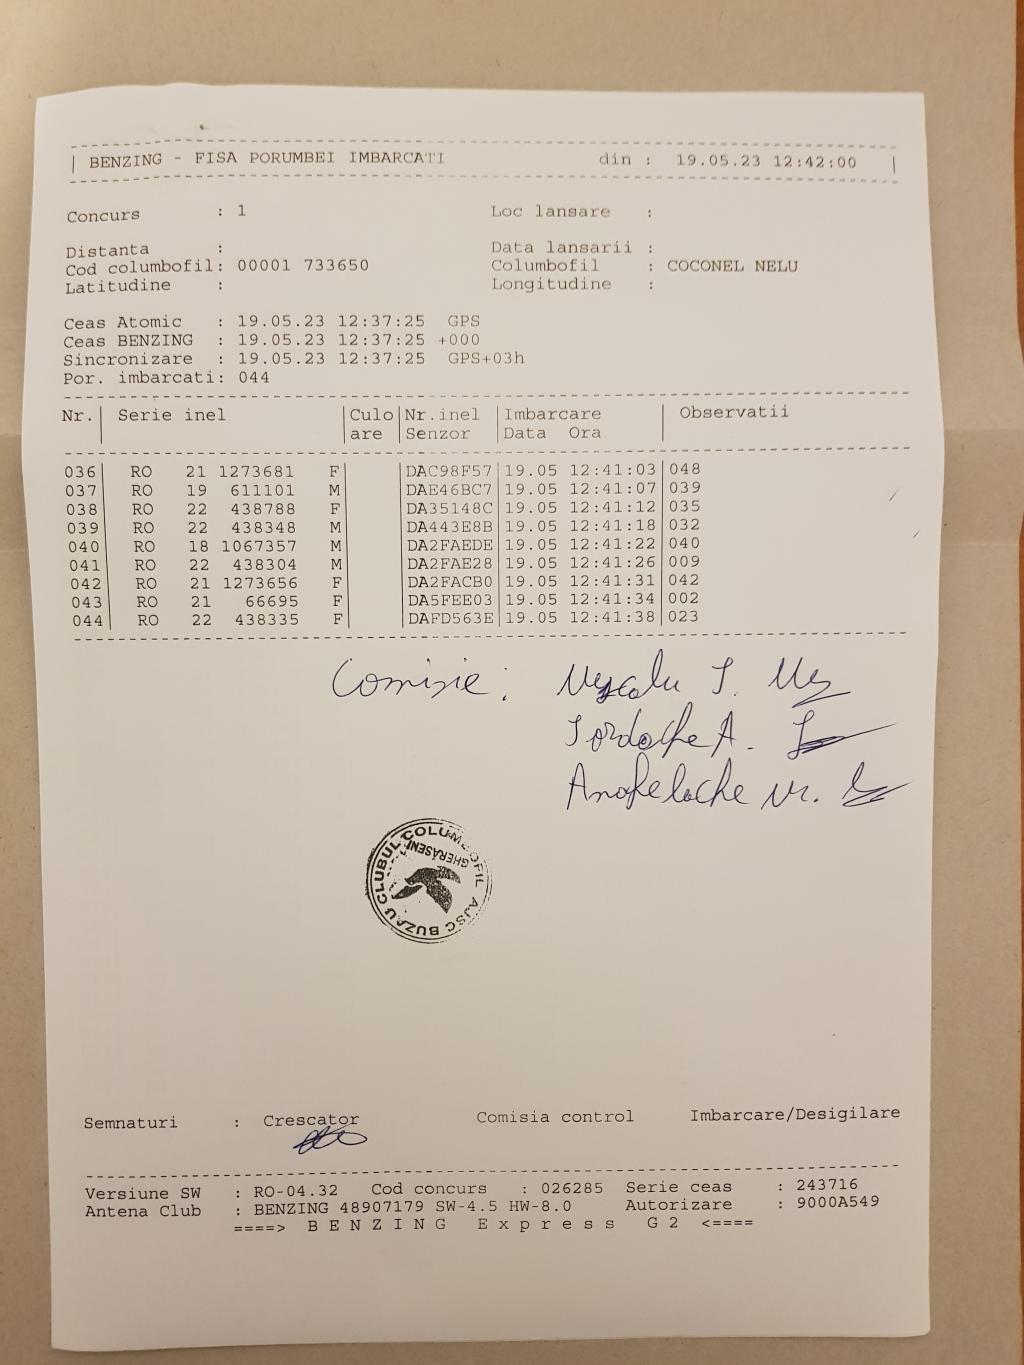 | BENZING - FISA PORUMBEI IMBARCATI din : 19.05.23 12:42:00 |
Concurs : 1 Loc lansare :
Distanta : Data lansarii :
Cod columbofil: 00001 733650 Columbofil : COCONEL NELU
Latitudine : Longitudine :
Ceas Atomic : 19.05.23 12:37:25 GPS
Ceas BENZING : 19.05.23 12:37:25 +000
Sincronizare : 19.05.23 12:37:25 GPS+03h
Por. imbarcati: 044
Nr.| Serie inel |Culo|Nr.inel |Imbarcare | Observatii
| |are |Senzor |Data Ora |
036| RO 21 1273681 F| |DAC98F57|19.05 12:41:03|048
037| RO 19 611101 M| |DAE46BC7|19.05 12:41:07|039
038| RO 22 438788 F| |DA35148C|19.05 12:41:12|035
039| RO 22 438348 M| |DA443E8B|19.05 12:41:18|032
040| RO 18 1067357 M| |DA2FAEDE|19.05 12:41:22|040
041| RO 22 438304 M| |DA2FAE28|19.05 12:41:26|009
042| RO 21 1273656 F| |DA2FACB0|19.05 12:41:31|042
043| RO 21 66695 F| |DA5FEE03|19.05 12:41:34|002
044| RO 22 438335 F| |DAFD563E|19.05 12:41:38|023
Comisie:
A.
Nr.
CLUBUL COLUMBOFIL AJSC BUZAU
GHERASENI
Semnaturi : Crescator Comisia control Imbarcare/Desigilare
Versiune SW : RO-04.32 Cod concurs : 026285 Serie ceas : 243716
Antena Club : BENZING 48907179 SW-4.5 HW-8.0 Autorizare : 9000A549
====> B E N Z I N G E x p r e s s G 2 <====